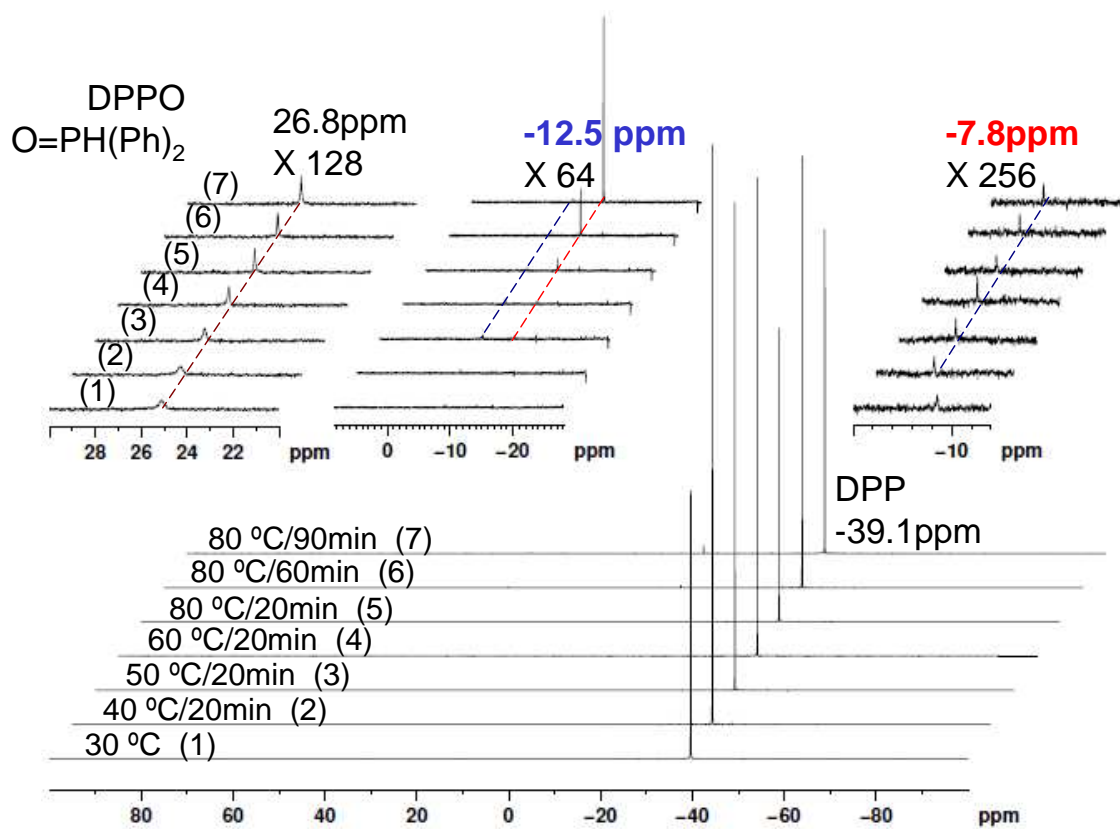 DPPO
O=PH(Ph)2
26.8ppm
X 128
-12.5 ppm
X 64
-7.8ppm
X 256
(7)
(6)
(5)
(4)
(3)
(2)
(1)
28 26 24 22 ppm
0 −10 −20 ppm
−10 ppm
DPP
-39.1ppm
80 ºC/90min (7)
80 ºC/60min (6)
80 ºC/20min (5)
60 ºC/20min (4)
50 ºC/20min (3)
40 ºC/20min (2)
30 ºC (1)
80 60 40 20 0 −20 −40 −60 −80 ppm